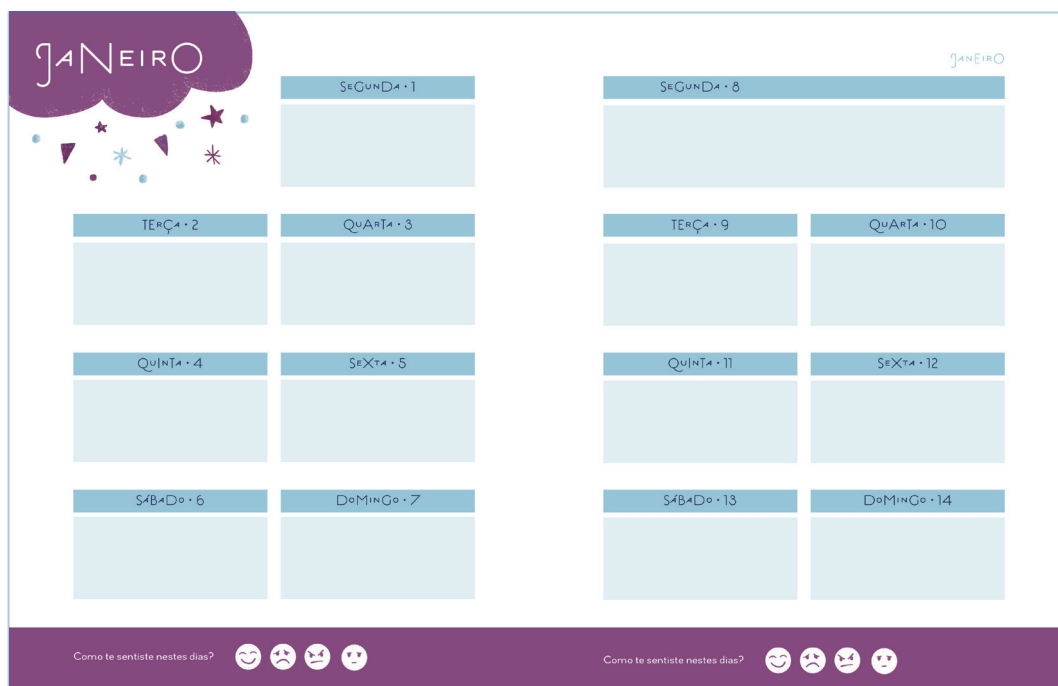 JANEIRO
SEGUNDA • 1
TERÇA • 2
QUARTA • 3
QUINTA • 4
SEXTA • 5
SÁBADO • 6
DOMINGO • 7
Como te sentiste nestes dias?
JANEIRO
SEGUNDA • 8
TERÇA • 9
QUARTA • 10
QUINTA • 11
SEXTA • 12
SÁBADO • 13
DOMINGO • 14
Como te sentiste nestes dias?